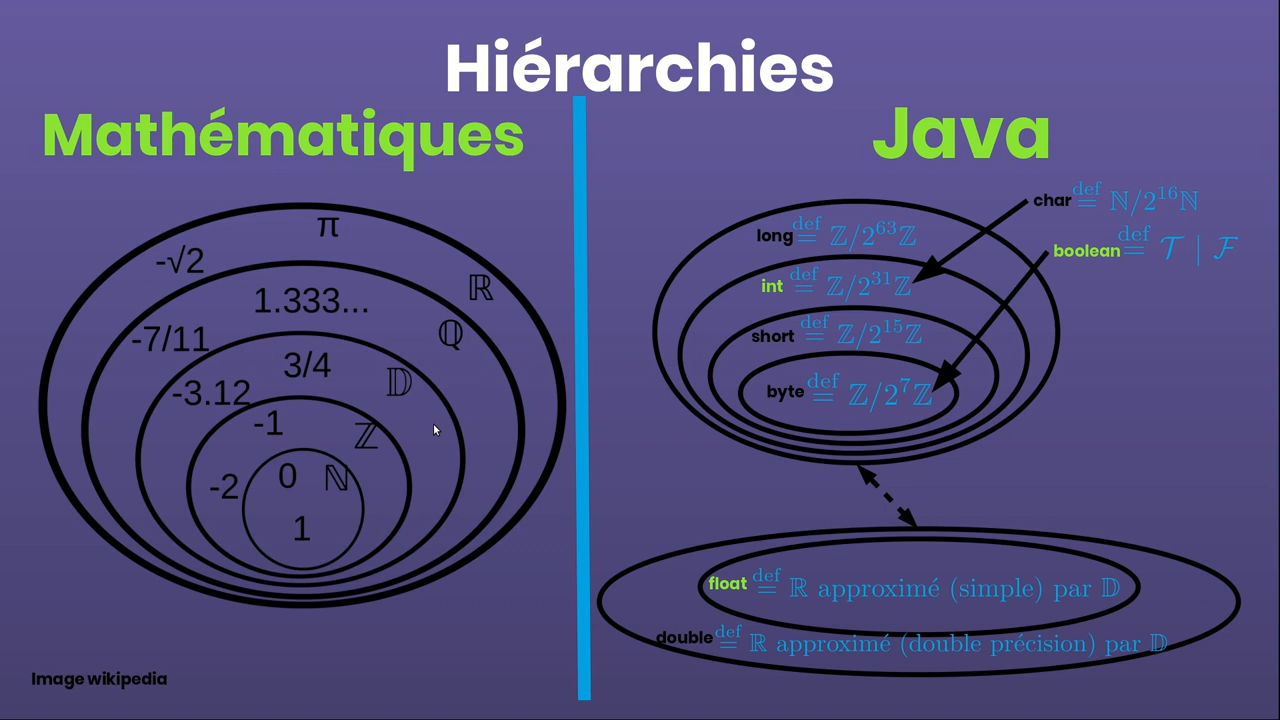 Hiérarchies
Mathématiques
Java
π
-√2
ℝ
1.333...
-7/11
ℚ
3/4
-3.12
𝔻
-1
ℤ
-2
0
ℕ
1
Image wikipedia
char ≝ ℕ/2¹⁶ℕ
boolean ≝ 𝒯 | ℱ
long ≝ ℤ/2⁶³ℤ
int ≝ ℤ/2³¹ℤ
short ≝ ℤ/2¹⁵ℤ
byte ≝ ℤ/2⁷ℤ
float ≝ ℝ approximé (simple) par 𝔻
double ≝ ℝ approximé (double précision) par 𝔻